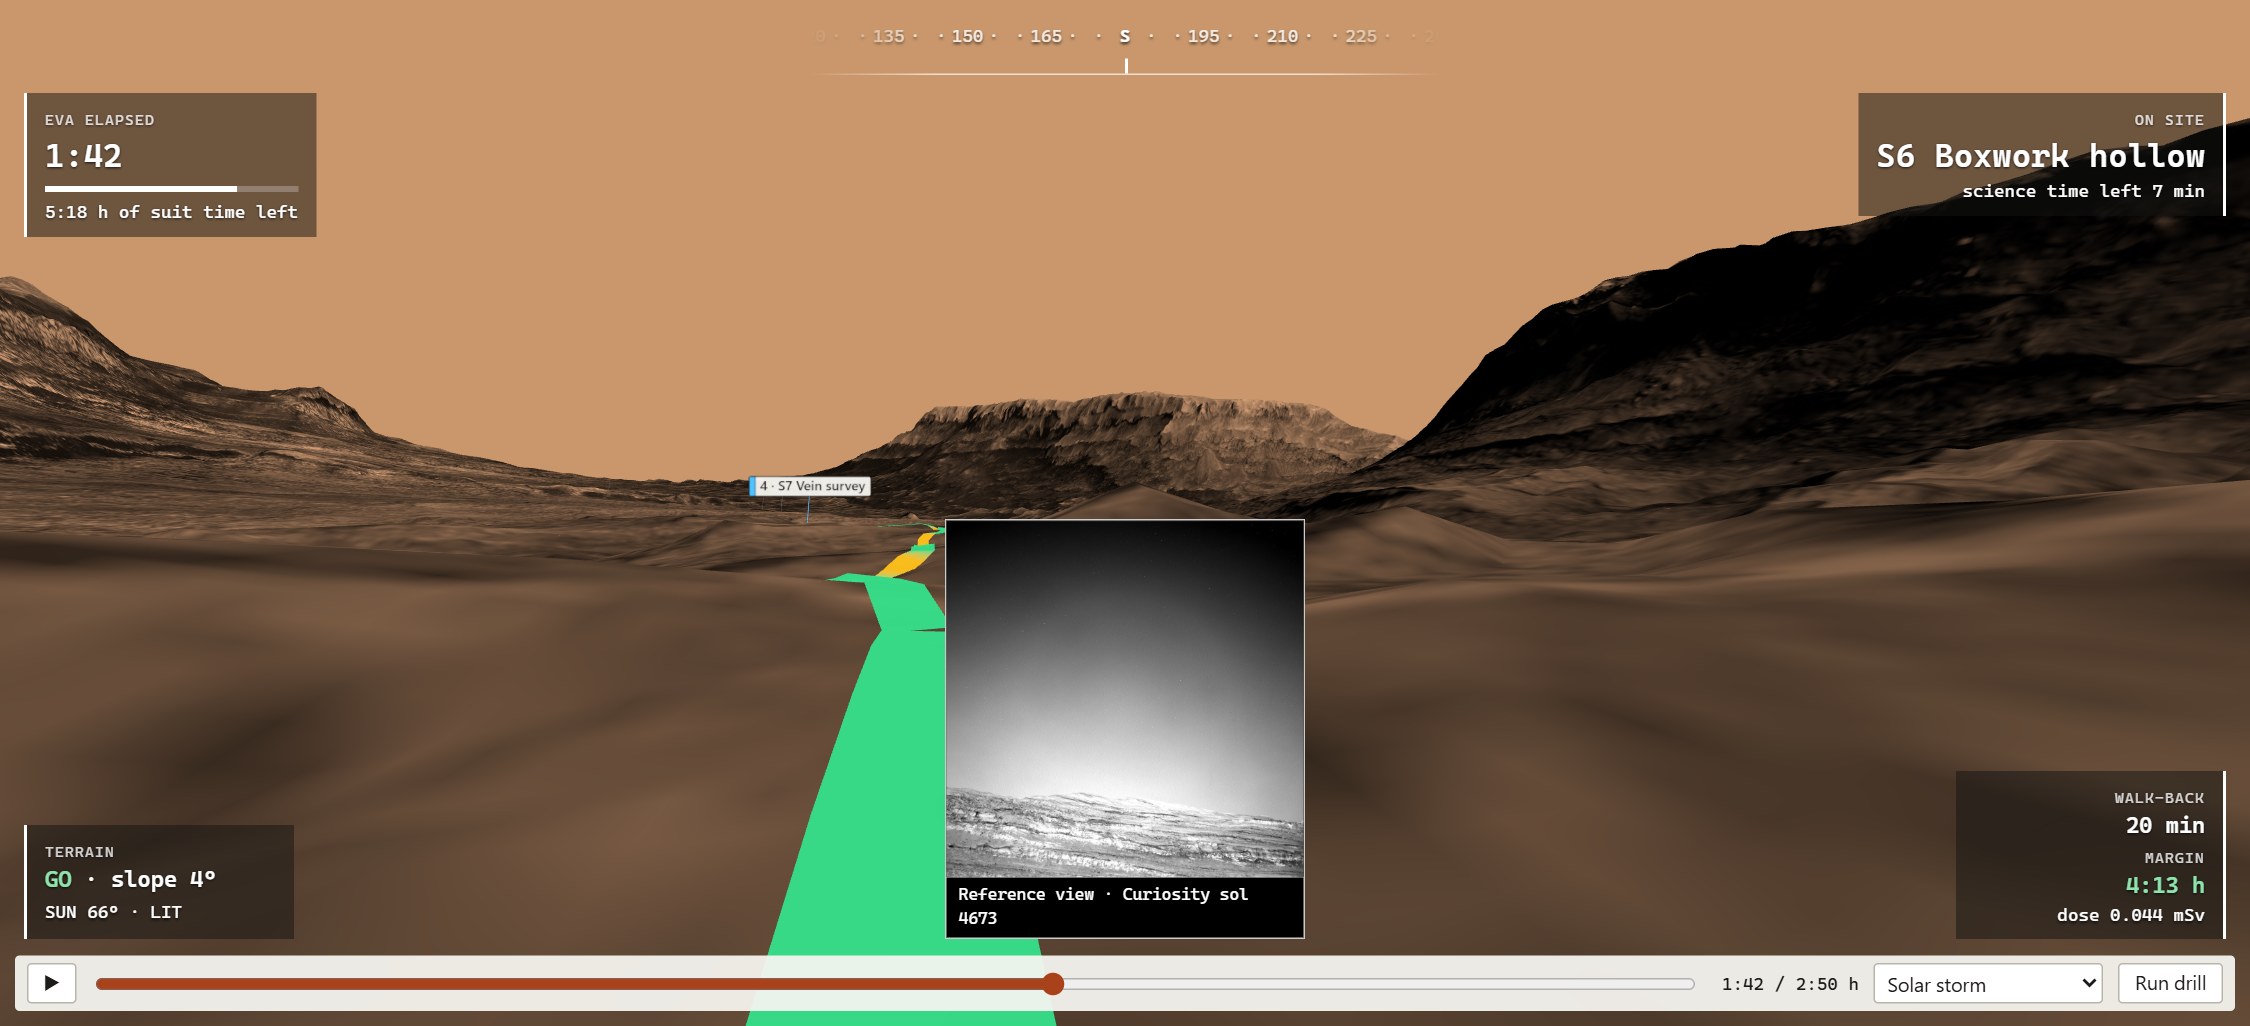 · 135 · · 150 · · 165 · · S · · 195 · · 210 · · 225 ·
EVA ELAPSED
1:42
5:18 h of suit time left
ON SITE
S6 Boxwork hollow
science time left 7 min
4 · S7 Vein survey
Reference view · Curiosity sol
4673
TERRAIN
GO · slope 4°
SUN 66° · LIT
WALK-BACK
20 min
MARGIN
4:13 h
dose 0.044 mSv
1:42 / 2:50 h
Solar storm
Run drill